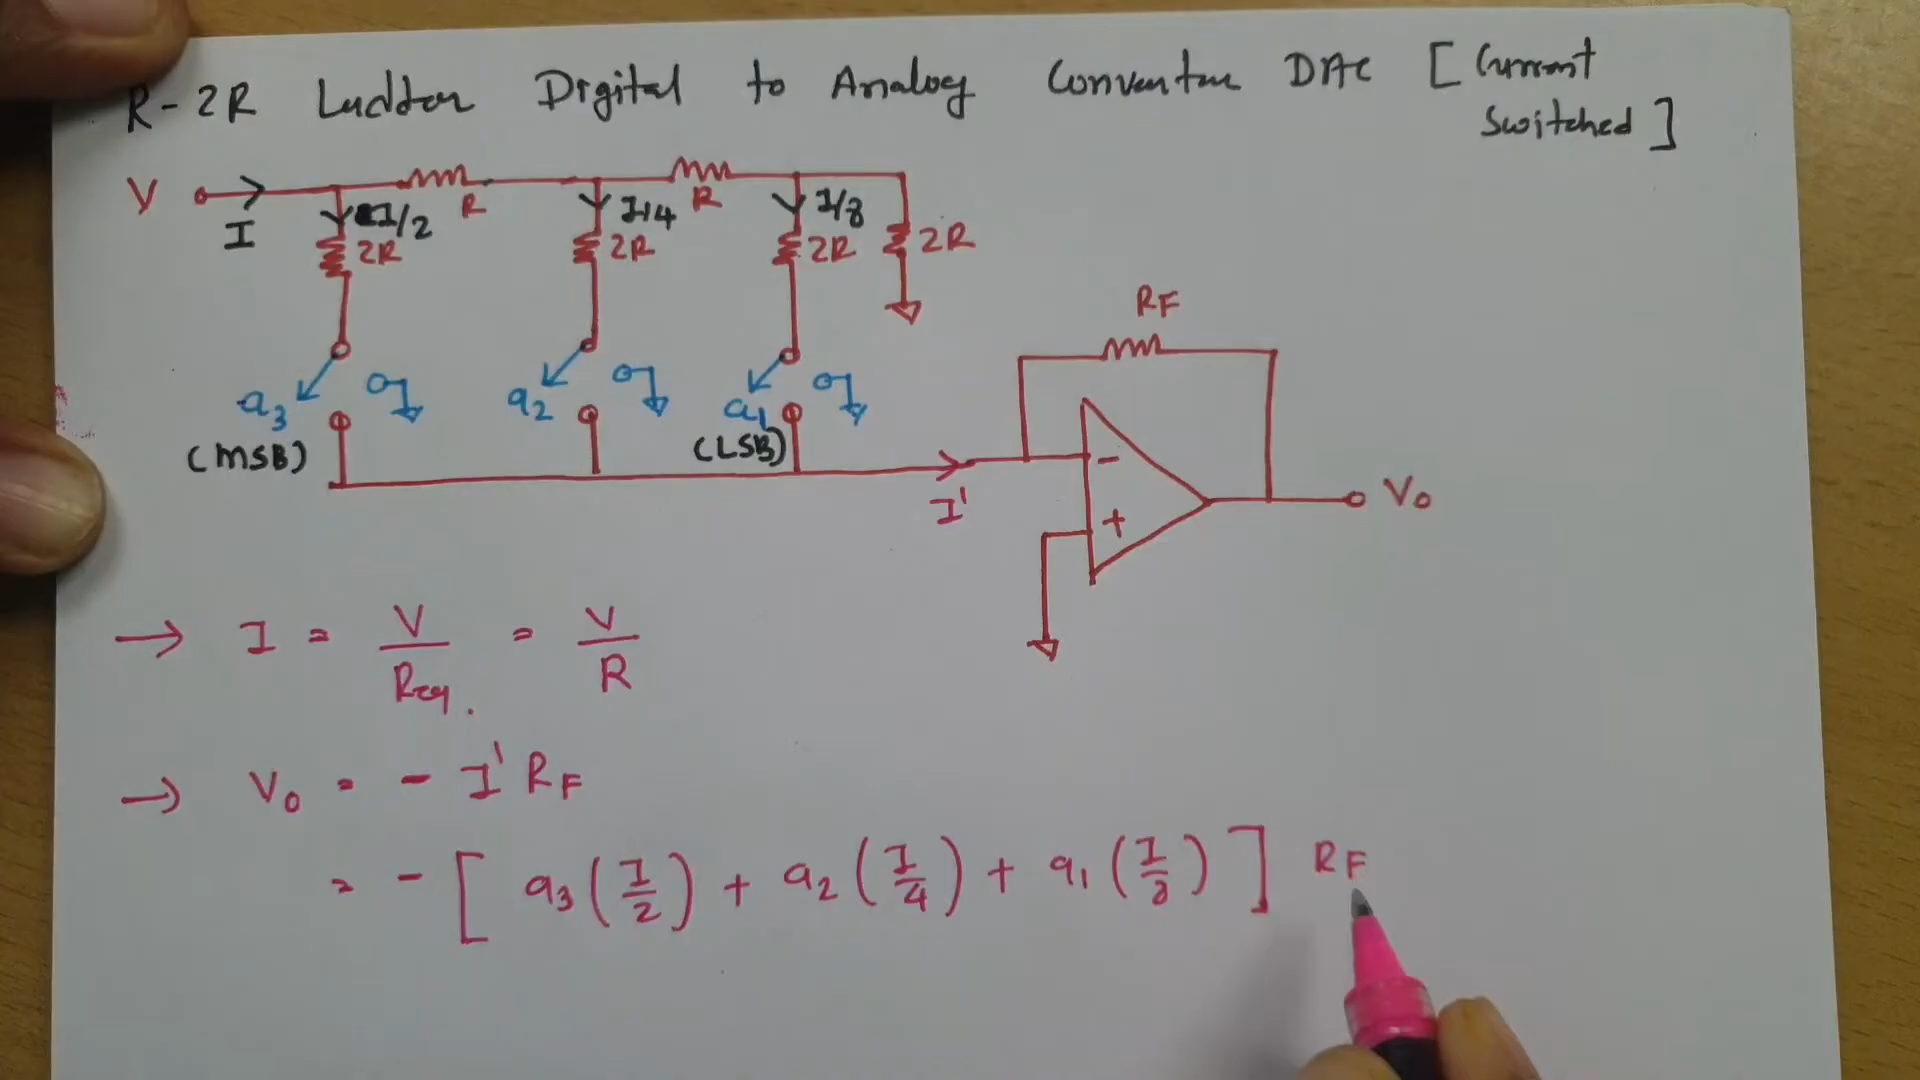 R-2R Ladder Digital to Analog Converter DAC [Current
Switched]
V
I
I/2
R
I/4
R
I/8
2R
2R
2R
2R
a3
(MSB)
a2
a1
(LSB)
RF
-
+
I'
Vo
→ I = V/Req. = V/R
→ Vo = - I' RF
= - [ a3 (I/2) + a2 (I/4) + a1 (I/8) ] RF